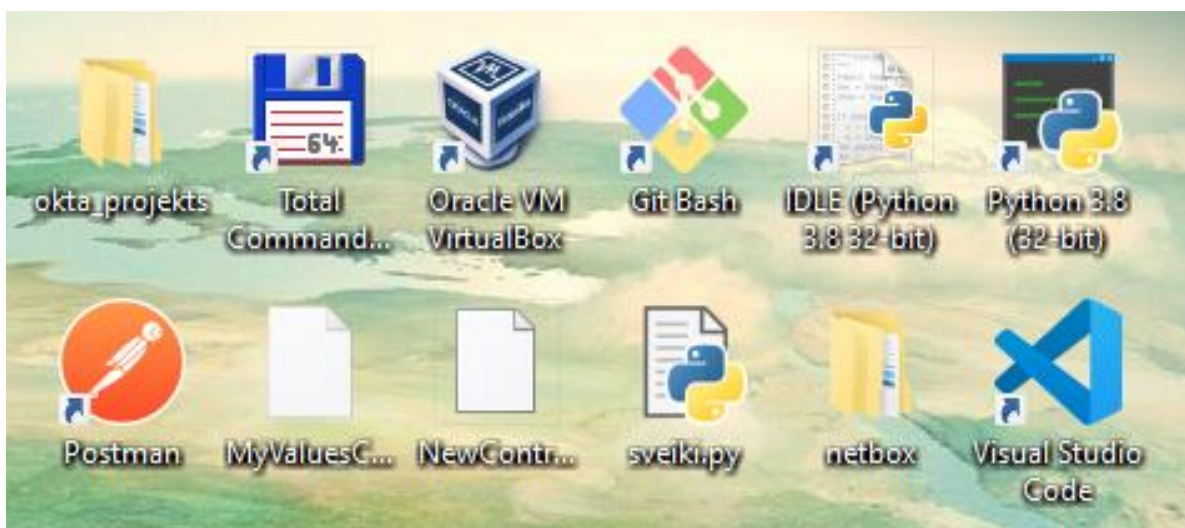 okta_projekts
Total
Command...
Oracle VM
VirtualBox
Git Bash
IDLE (Python
3.8 32-bit)
Python 3.8
(32-bit)
64
Postman
MyValuesC...
NewContr...
sveiki.py
netbox
Visual Studio
Code